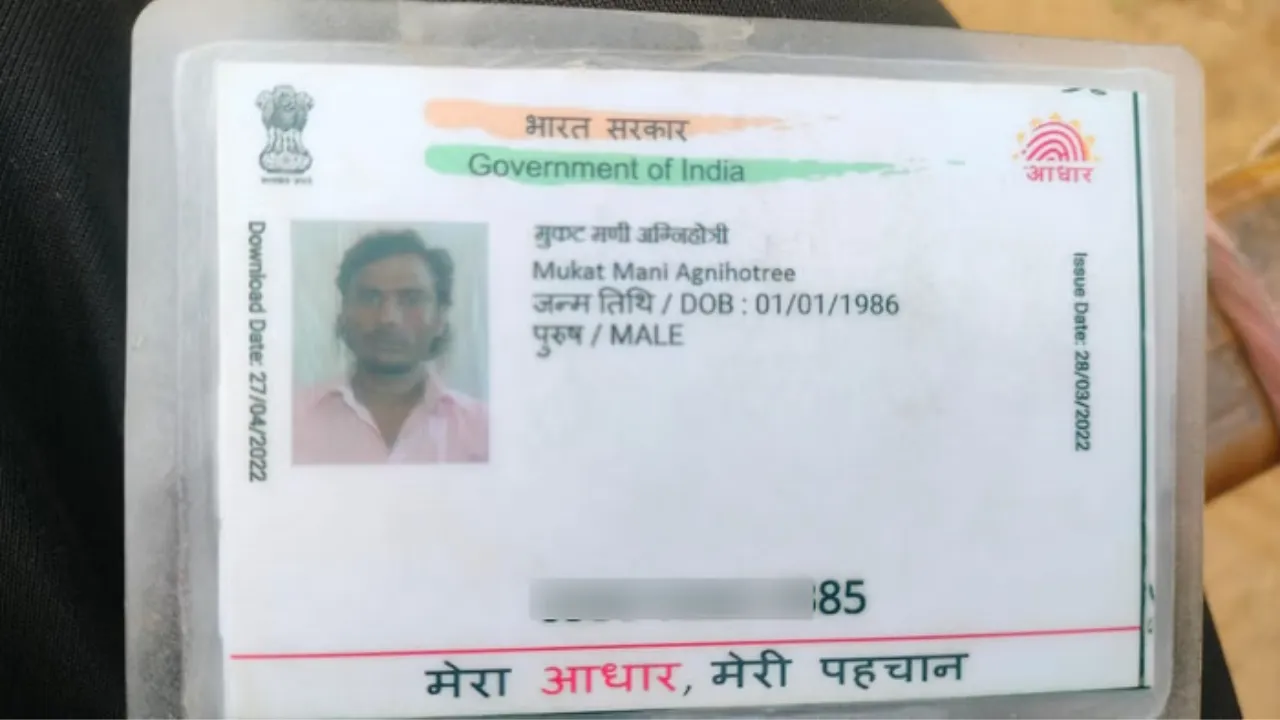 भारत सरकार
Government of India
आधार
Download Date: 27/04/2022
मुकट मणी अग्निहोत्री
Mukat Mani Agnihotree
जन्म तिथि / DOB : 01/01/1986
पुरुष / MALE
Issue Date: 28/03/2022
85
मेरा आधार, मेरी पहचान